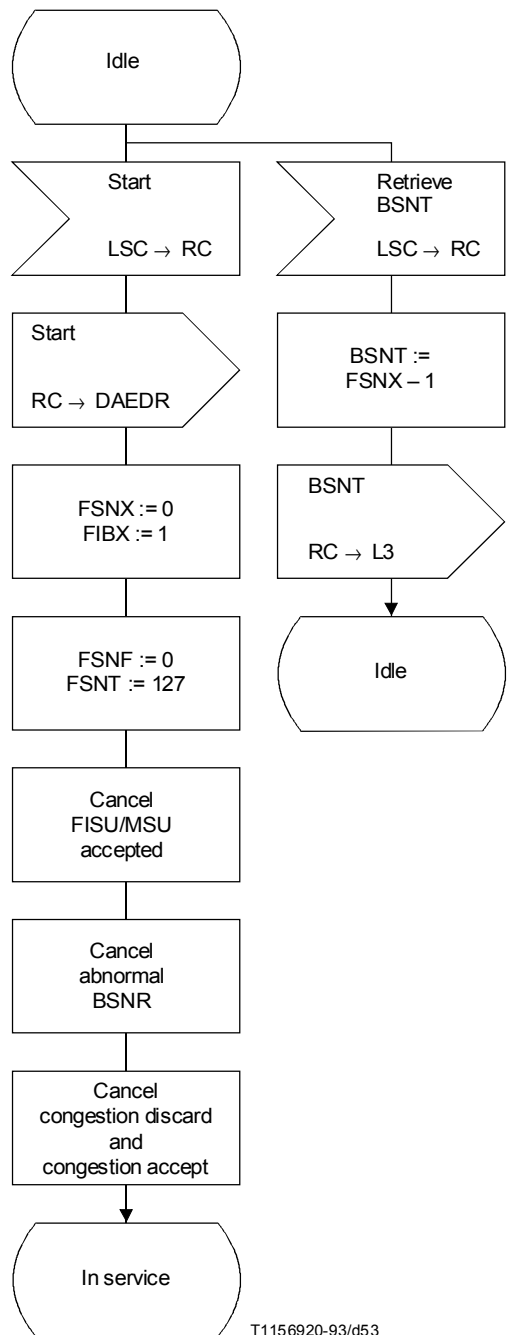 Idle
Start
LSC → RC
Start
RC → DAEDR
FSNX := 0
FIBX := 1
FSNF := 0
FSNT := 127
Cancel
FISU/MSU
accepted
Cancel
abnormal
BSNR
Cancel
congestion discard
and
congestion accept
In service
Retrieve
BSNT
LSC → RC
BSNT :=
FSNX – 1
BSNT
RC → L3
Idle
T1156920-93/d53